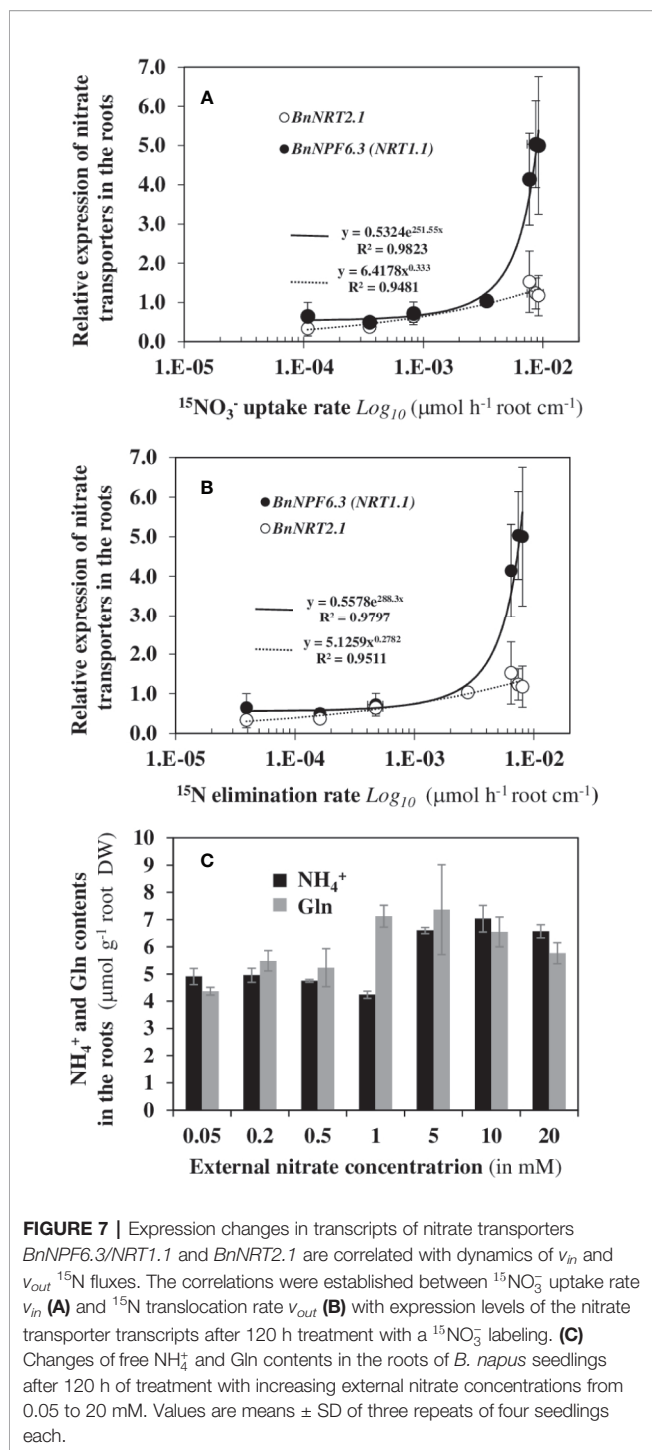 Relative expression of nitrate
transporters in the roots
7.0
6.0
5.0
4.0
3.0
2.0
1.0
0.0
A
BnNRT2.1
BnNPF6.3 (NRT1.1)
y = 0.5324e^251.55x
R² = 0.9823
y = 6.4178x^0.333
R² = 0.9481
1.E-05 1.E-04 1.E-03 1.E-02 1.E-01
¹⁵NO₃⁻ uptake rate Log₁₀ (µmol h⁻¹ root cm⁻¹)
Relative expression of nitrate
transporters in the roots
7.0
6.0
5.0
4.0
3.0
2.0
1.0
0.0
B
BnNPF6.3 (NRT1.1)
BnNRT2.1
y = 0.5578e^288.3x
R² = 0.9797
y = 5.1259x^0.2782
R² = 0.9511
1.E-05 1.E-04 1.E-03 1.E-02 1.E-01
¹⁵N elimination rate Log₁₀ (µmol h⁻¹ root cm⁻¹)
NH₄⁺ and Gln contents
in the roots (µmol g⁻¹ root DW)
10
9
8
7
6
5
4
3
2
1
0
C
NH₄⁺
Gln
0.05 0.2 0.5 1 5 10 20
External nitrate concentratrion (in mM)
FIGURE 7 | Expression changes in transcripts of nitrate transporters
BnNPF6.3/NRT1.1 and BnNRT2.1 are correlated with dynamics of v_in and
v_out ¹⁵N fluxes. The correlations were established between ¹⁵NO₃⁻ uptake rate
v_in (A) and ¹⁵N translocation rate v_out (B) with expression levels of the nitrate
transporter transcripts after 120 h treatment with a ¹⁵NO₃⁻ labeling. (C)
Changes of free NH₄⁺ and Gln contents in the roots of B. napus seedlings
after 120 h of treatment with increasing external nitrate concentrations from
0.05 to 20 mM. Values are means ± SD of three repeats of four seedlings
each.